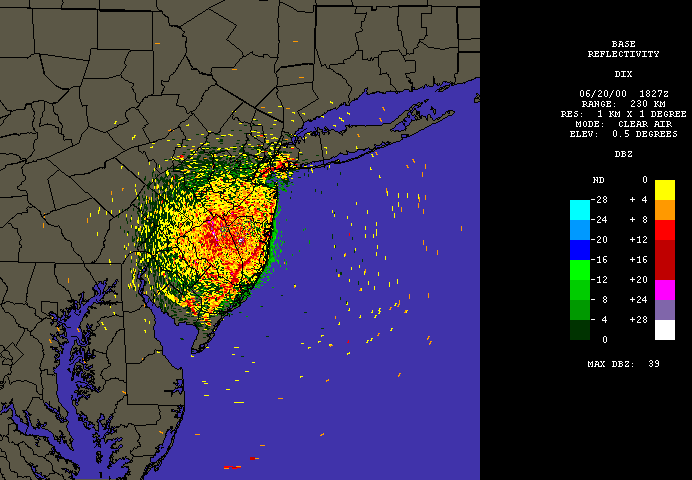 BASE
REFLECTIVITY
DIX
06/20/00 1827Z
RANGE: 230 KM
RES: 1 KM X 1 DEGREE
MODE: CLEAR AIR
ELEV: 0.5 DEGREES
DBZ
ND 0
-28 + 4
-24 + 8
-20 +12
-16 +16
-12 +20
- 8 +24
- 4 +28
0
MAX DBZ: 39